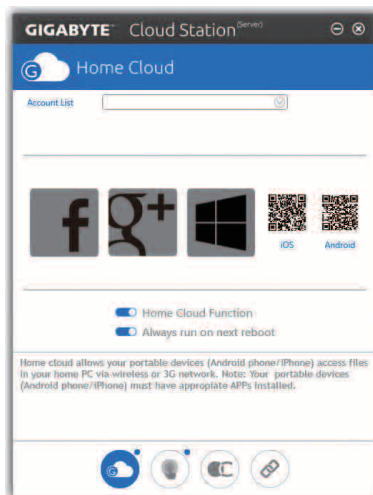 GIGABYTE™ Cloud Station (Server)
G Home Cloud
Account List
f g+
iOS Android
Home Cloud Function
Always run on next reboot
Home cloud allows your portable devices (Android phone/iPhone) access files
in your home PC via wireless or 3G network. Note: Your portable devices
(Android phone/iPhone) must have appropiate APPs installed.
G